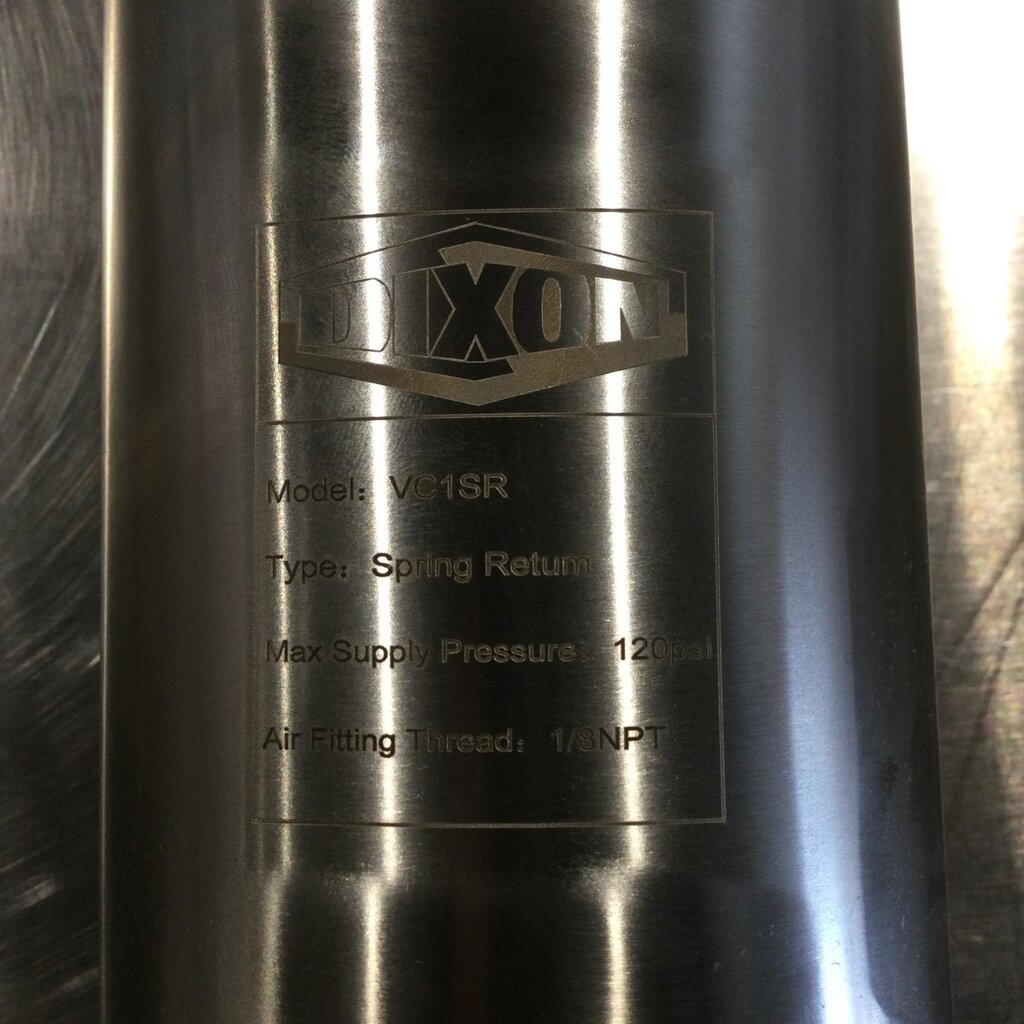 DIXON
Model: VC1SR
Type: Spring Return
Max Supply Pressure: 120psi
Air Fitting Thread: 1/8NPT